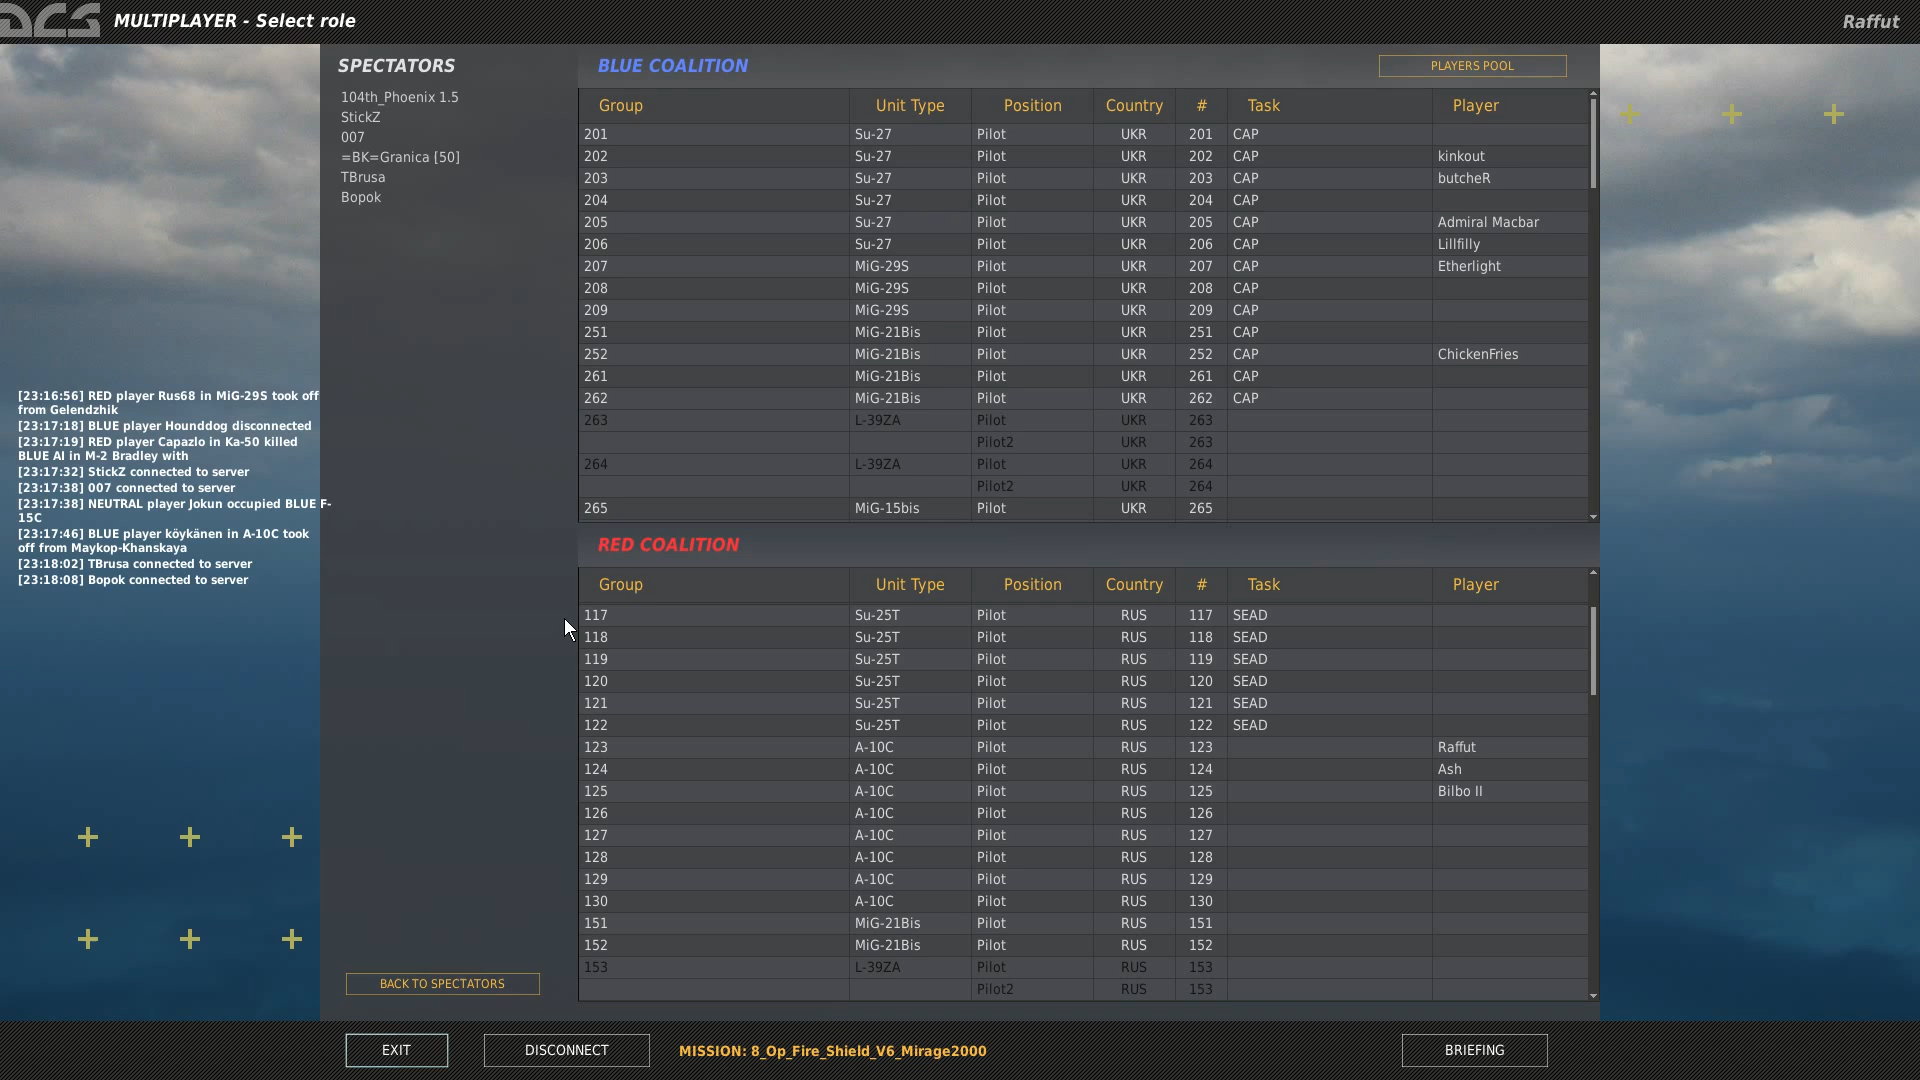 DCS MULTIPLAYER - Select role Raffut
SPECTATORS
104th_Phoenix 1.5
StickZ
007
=BK=Granica [50]
TBrusa
Bopok
[23:16:56] RED player Rus68 in MiG-29S took off
from Gelendzhik
[23:17:18] BLUE player Hounddog disconnected
[23:17:19] RED player Capazlo in Ka-50 killed
BLUE AI in M-2 Bradley with
[23:17:32] StickZ connected to server
[23:17:38] 007 connected to server
[23:17:38] NEUTRAL player Jokun occupied BLUE F-
15C
[23:17:46] BLUE player köykänen in A-10C took
off from Maykop-Khanskaya
[23:18:02] TBrusa connected to server
[23:18:08] Bopok connected to server
BLUE COALITION PLAYERS POOL
Group Unit Type Position Country # Task Player
201 Su-27 Pilot UKR 201 CAP
202 Su-27 Pilot UKR 202 CAP kinkout
203 Su-27 Pilot UKR 203 CAP butcheR
204 Su-27 Pilot UKR 204 CAP
205 Su-27 Pilot UKR 205 CAP Admiral Macbar
206 Su-27 Pilot UKR 206 CAP Lillfilly
207 MiG-29S Pilot UKR 207 CAP Etherlight
208 MiG-29S Pilot UKR 208 CAP
209 MiG-29S Pilot UKR 209 CAP
251 MiG-21Bis Pilot UKR 251 CAP
252 MiG-21Bis Pilot UKR 252 CAP ChickenFries
261 MiG-21Bis Pilot UKR 261 CAP
262 MiG-21Bis Pilot UKR 262 CAP
263 L-39ZA Pilot UKR 263
Pilot2 UKR 263
264 L-39ZA Pilot UKR 264
Pilot2 UKR 264
265 MiG-15bis Pilot UKR 265
RED COALITION
Group Unit Type Position Country # Task Player
117 Su-25T Pilot RUS 117 SEAD
118 Su-25T Pilot RUS 118 SEAD
119 Su-25T Pilot RUS 119 SEAD
120 Su-25T Pilot RUS 120 SEAD
121 Su-25T Pilot RUS 121 SEAD
122 Su-25T Pilot RUS 122 SEAD
123 A-10C Pilot RUS 123 Raffut
124 A-10C Pilot RUS 124 Ash
125 A-10C Pilot RUS 125 Bilbo II
126 A-10C Pilot RUS 126
127 A-10C Pilot RUS 127
128 A-10C Pilot RUS 128
129 A-10C Pilot RUS 129
130 A-10C Pilot RUS 130
151 MiG-21Bis Pilot RUS 151
152 MiG-21Bis Pilot RUS 152
153 L-39ZA Pilot RUS 153
Pilot2 RUS 153
BACK TO SPECTATORS
EXIT DISCONNECT MISSION: 8_Op_Fire_Shield_V6_Mirage2000 BRIEFING